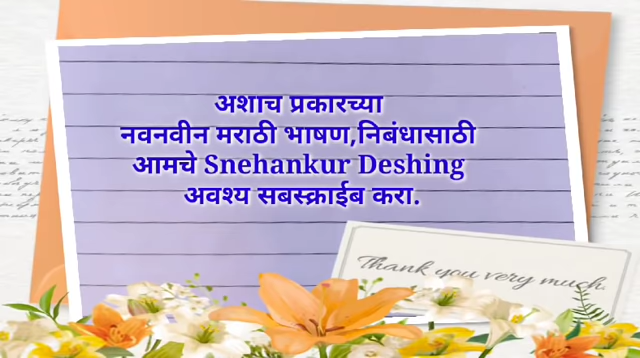 अशाच प्रकारच्या
नवनवीन मराठी भाषण,निबंधासाठी
आमचे Snehankur Deshing
अवश्य सबस्क्राईब करा.
Thank you very much.